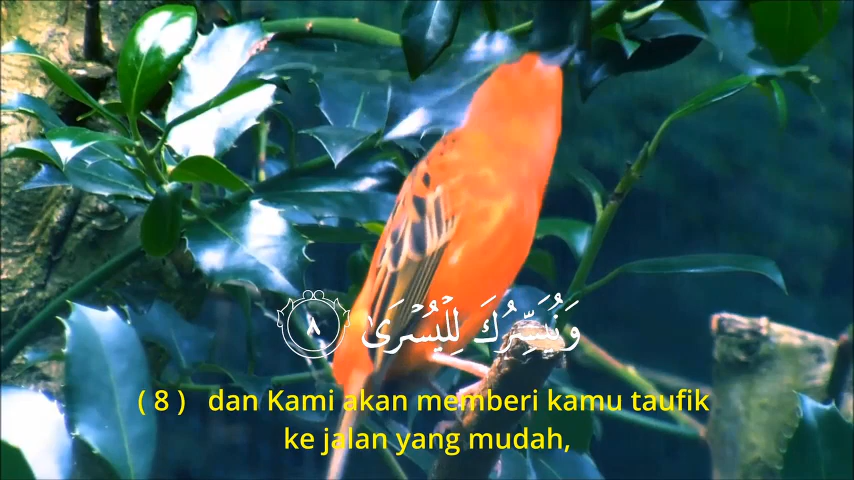 وَنُيَسِّرُكَ لِلْيُسْرَىٰ ٨
( 8 ) dan Kami akan memberi kamu taufik
ke jalan yang mudah,